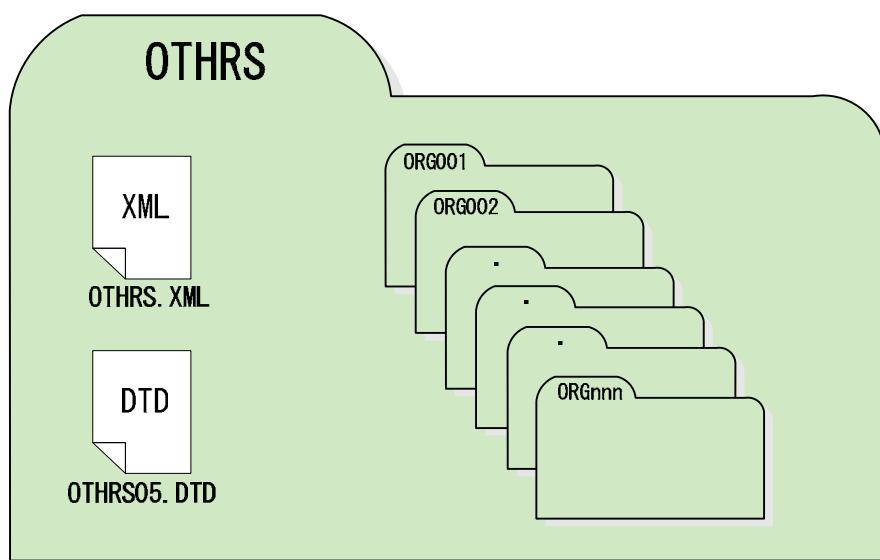 OTHRS
XML
OTHRS.XML
DTD
OTHRS05.DTD
ORG001
ORG002
.
.
.
ORGnnn